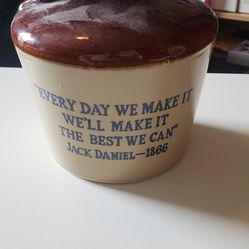 "EVERY DAY WE MAKE IT
WE'LL MAKE IT
THE BEST WE CAN"
JACK DANIEL—1866